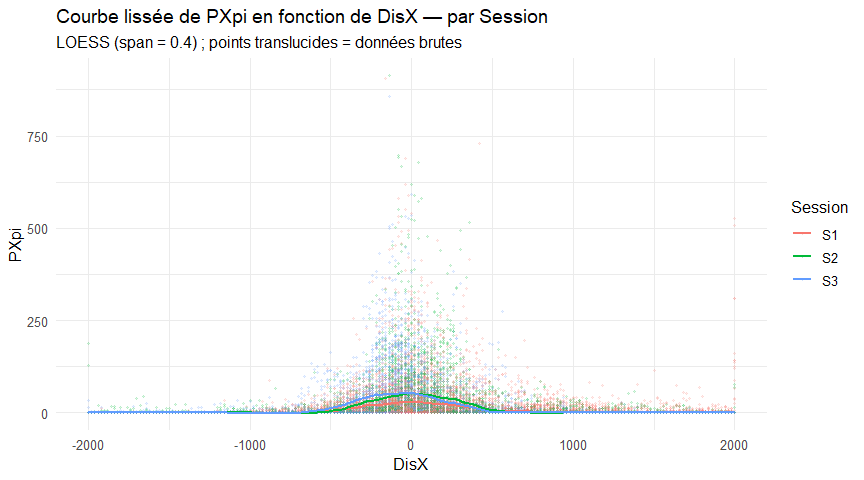 Courbe lissée de PXpi en fonction de DisX — par Session
LOESS (span = 0.4) ; points translucides = données brutes
PXpi
750
500
250
0
-2000
-1000
0
1000
2000
DisX
Session
S1
S2
S3